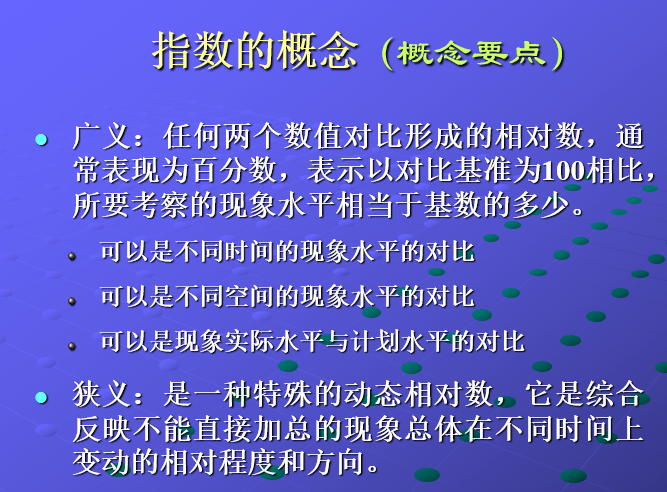 指数的概念（概念要点）
广义：任何两个数值对比形成的相对数，通
常表现为百分数，表示以对比基准为100相比，
所要考察的现象水平相当于基数的多少。
可以是不同时间的现象水平的对比
可以是不同空间的现象水平的对比
可以是现象实际水平与计划水平的对比
狭义：是一种特殊的动态相对数，它是综合
反映不能直接加总的现象总体在不同时间上
变动的相对程度和方向。